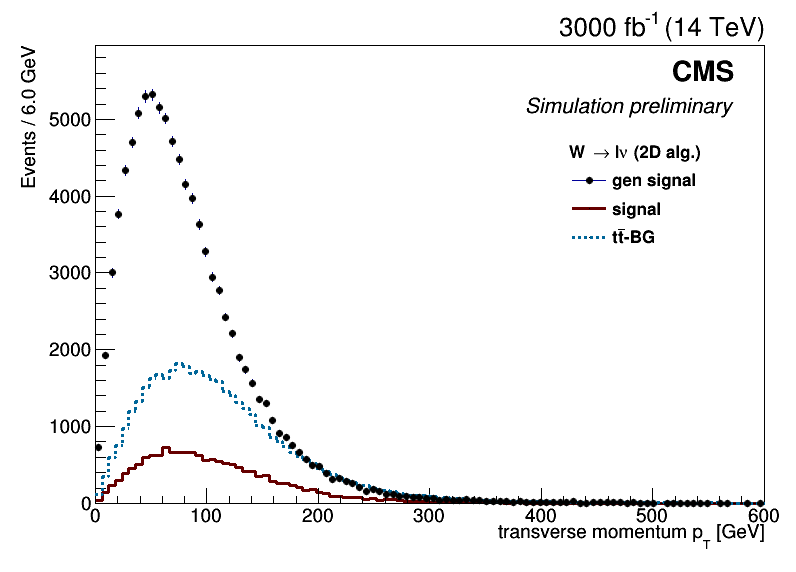 3000 fb-1 (14 TeV)
Events / 6.0 GeV
CMS
Simulation preliminary
W → lν (2D alg.)
gen signal
signal
tt̄-BG
5000
4000
3000
2000
1000
0
0 100 200 300 400 500 600
transverse momentum pT [GeV]